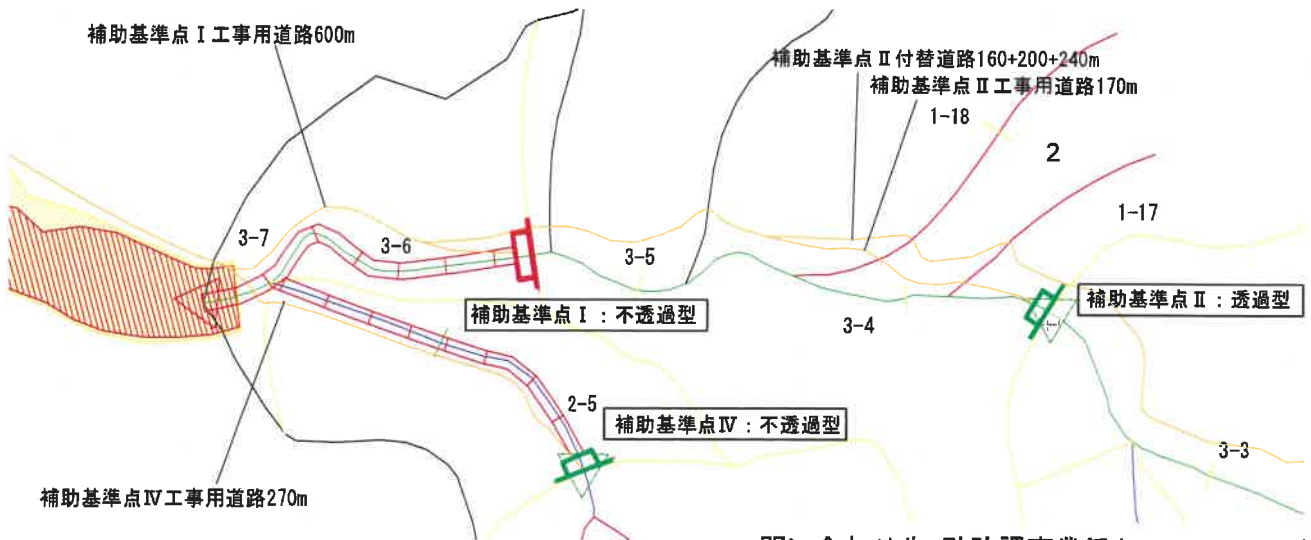 補助基準点Ⅰ工事用道路600m
補助基準点Ⅱ付替道路160+200+240m
補助基準点Ⅱ工事用道路170m
1-18
2
1-17
3-7
3-6
3-5
補助基準点Ⅰ：不透過型
補助基準点Ⅱ：透過型
3-4
2-5
補助基準点Ⅳ：不透過型
3-3
補助基準点Ⅳ工事用道路270m